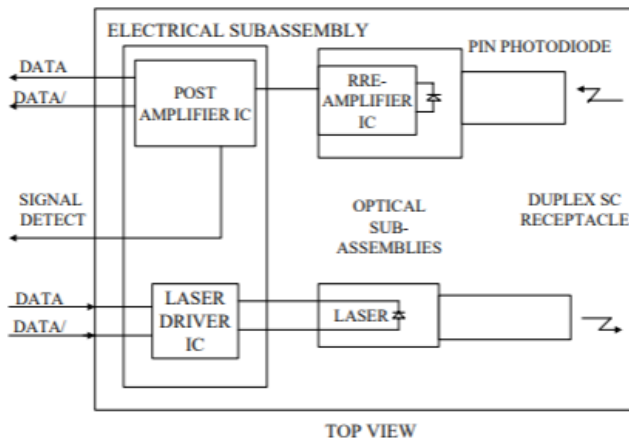 ELECTRICAL SUBASSEMBLY
DATA
DATA/
POST
AMPLIFIER IC
RRE-
AMPLIFIER
IC
PIN PHOTODIODE
SIGNAL
DETECT
OPTICAL
SUB-
ASSEMBLIES
DUPLEX SC
RECEPTACLE
DATA
DATA/
LASER
DRIVER
IC
LASER
TOP VIEW